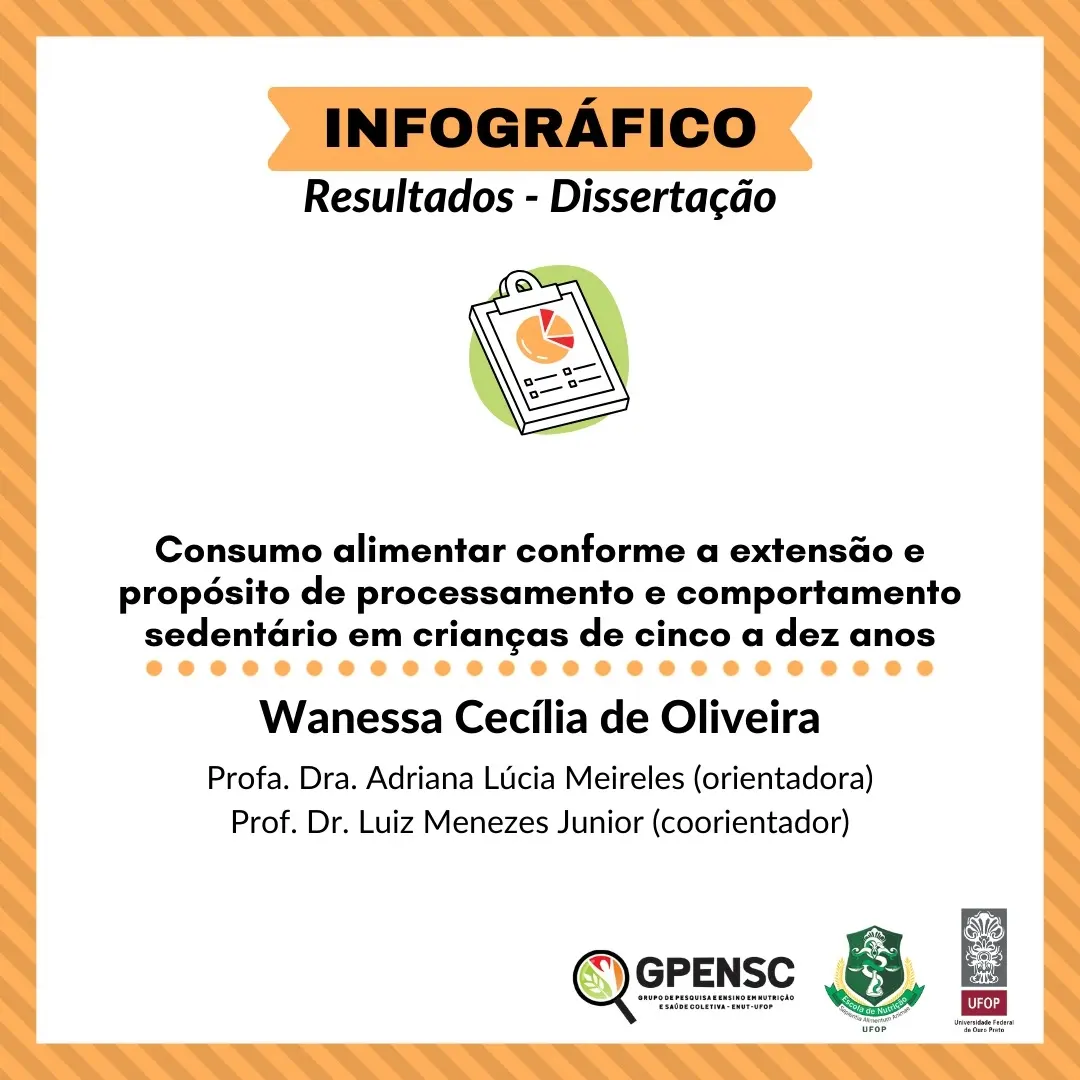 INFOGRÁFICO
Resultados - Dissertação
Consumo alimentar conforme a extensão e
propósito de processamento e comportamento
sedentário em crianças de cinco a dez anos
Wanessa Cecília de Oliveira
Profa. Dra. Adriana Lúcia Meireles (orientadora)
Prof. Dr. Luiz Menezes Junior (coorientador)
GPENSC
GRUPO DE PESQUISA E ENSINO EM NUTRIÇÃO
E SAÚDE COLETIVA - ENUT-UFOP
Escola de Nutrição
UFOP
UFOP
Universidade Federal
de Ouro Preto